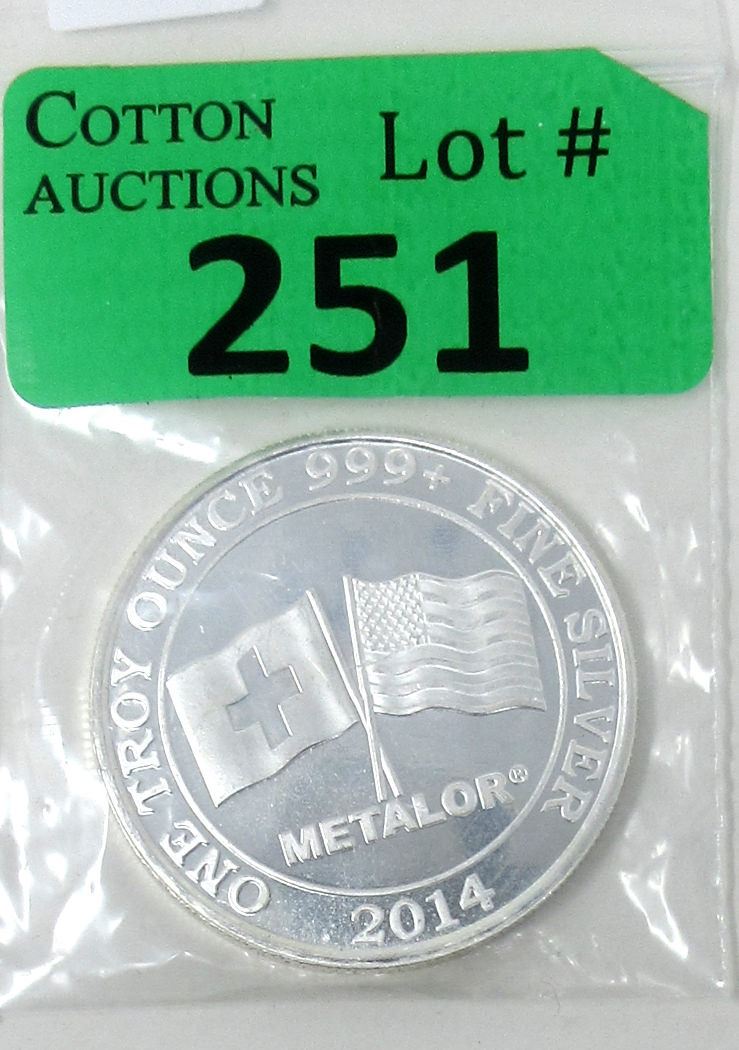 COTTON
AUCTIONS
Lot #
251
ONE TROY OUNCE 999+ FINE SILVER
METALOR®
2014